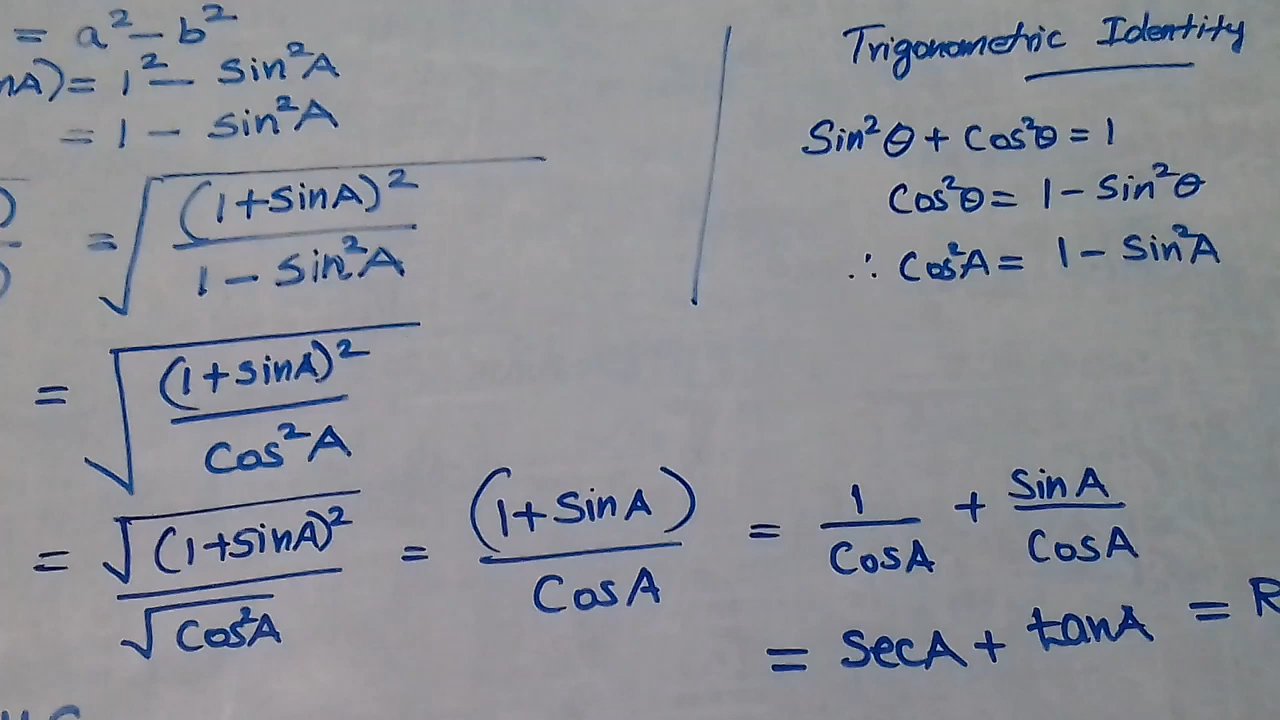 = a² - b²
nA) = 1² - Sin²A
= 1 - Sin²A
= √((1+SinA)² / (1 - Sin²A))
= √((1+SinA)² / Cos²A)
= √(1+SinA)² / √Cos²A = (1+SinA) / CosA = 1/CosA + SinA/CosA
= SecA + tanA = R
Trigonometric Identity
Sin²θ + Cos²θ = 1
Cos²θ = 1 - Sin²θ
∴ Cos²A = 1 - Sin²A